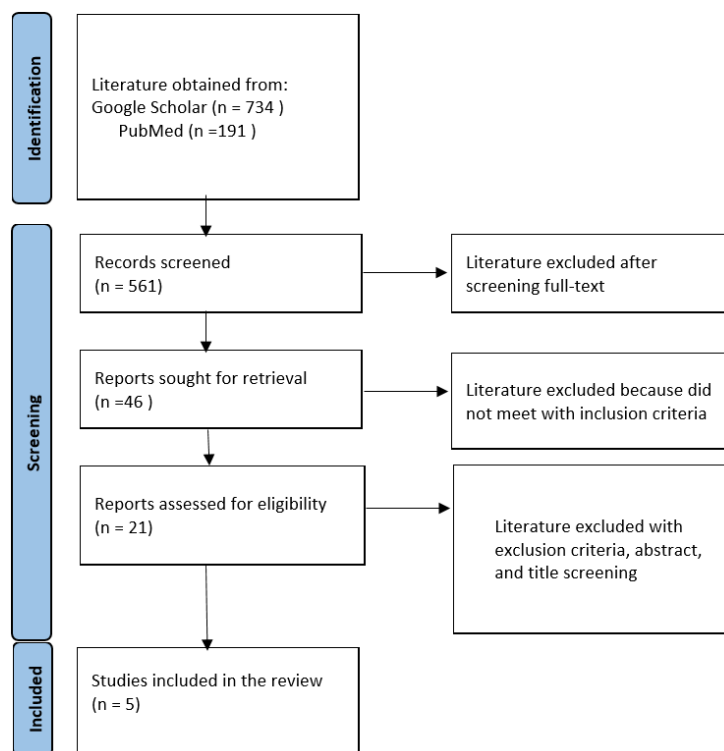 Identification
Literature obtained from:
Google Scholar (n = 734 )
PubMed (n =191 )
Screening
Records screened
(n = 561)
Literature excluded after
screening full-text
Reports sought for retrieval
(n =46 )
Literature excluded because did
not meet with inclusion criteria
Reports assessed for eligibility
(n = 21)
Literature excluded with
exclusion criteria, abstract,
and title screening
Included
Studies included in the review
(n = 5)